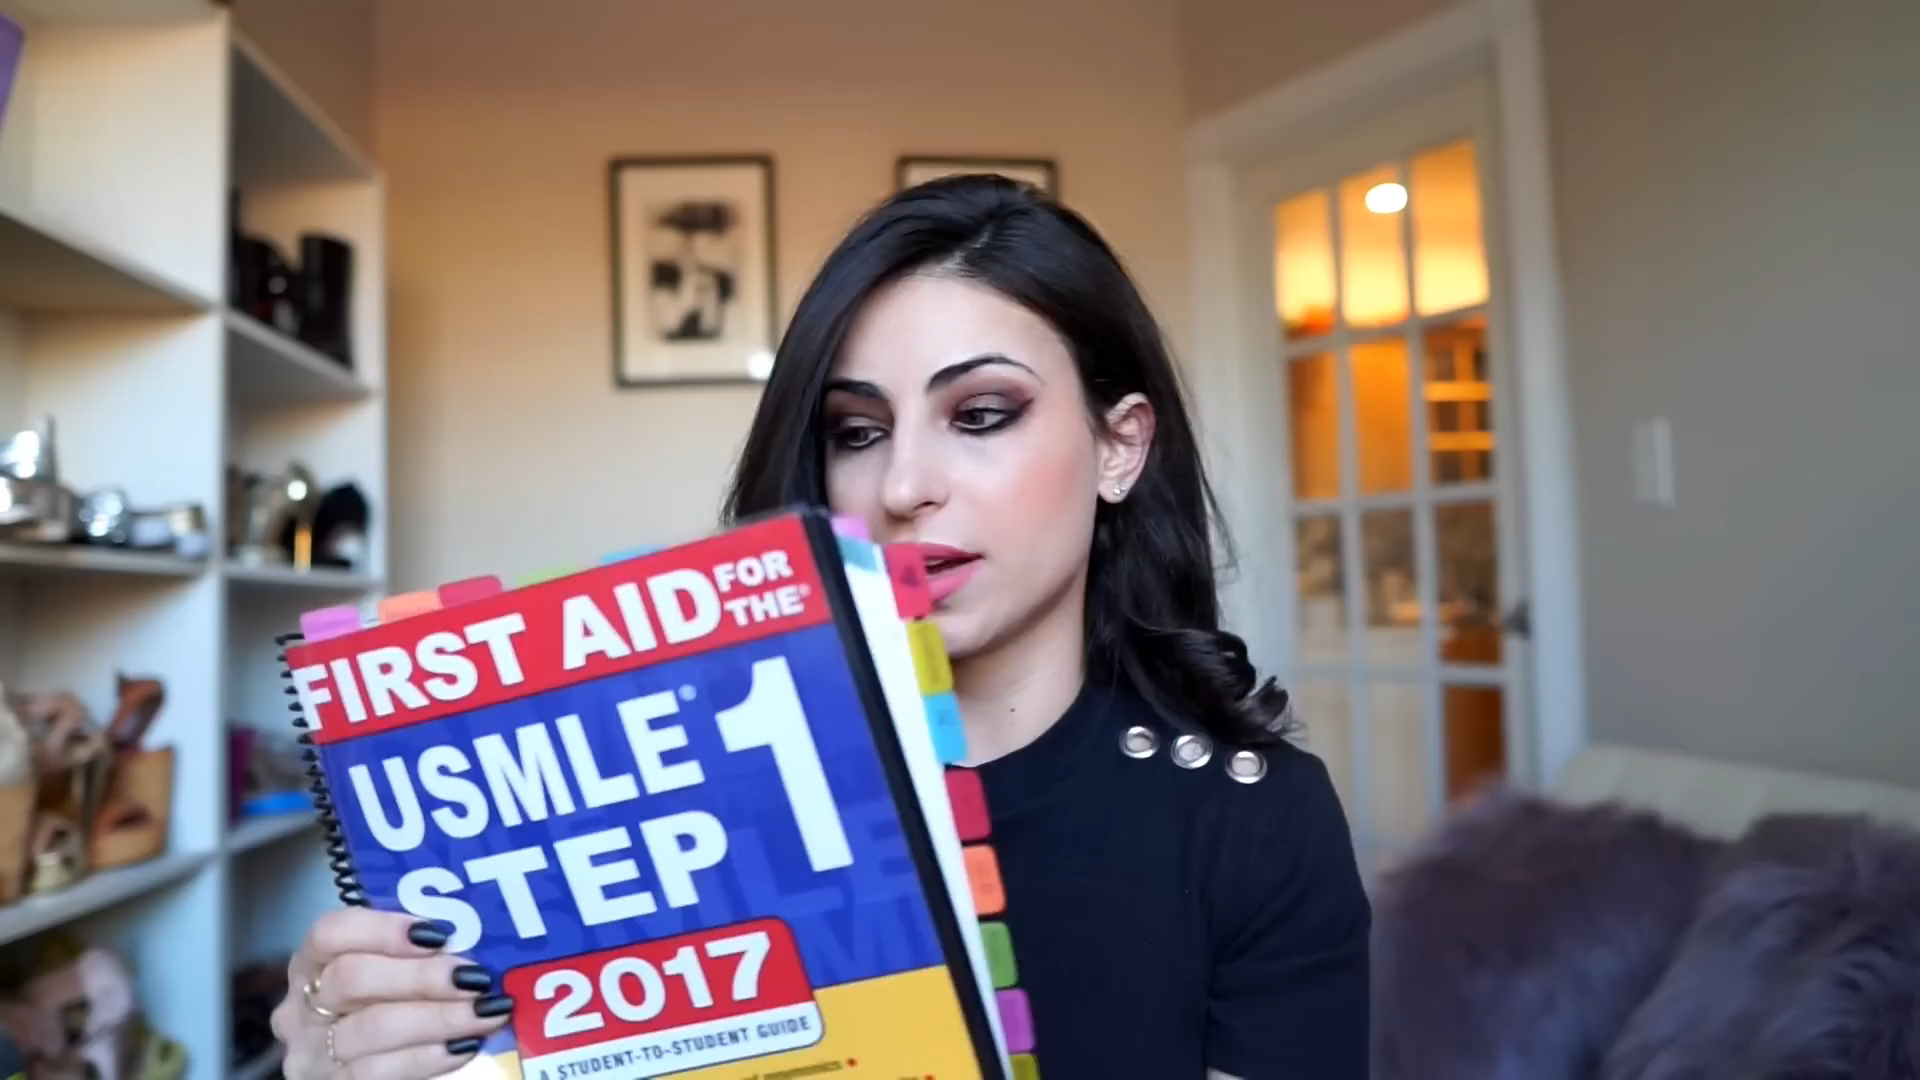 FIRST AID FOR THE®
USMLE®
STEP 1
2017
A STUDENT-TO-STUDENT GUIDE